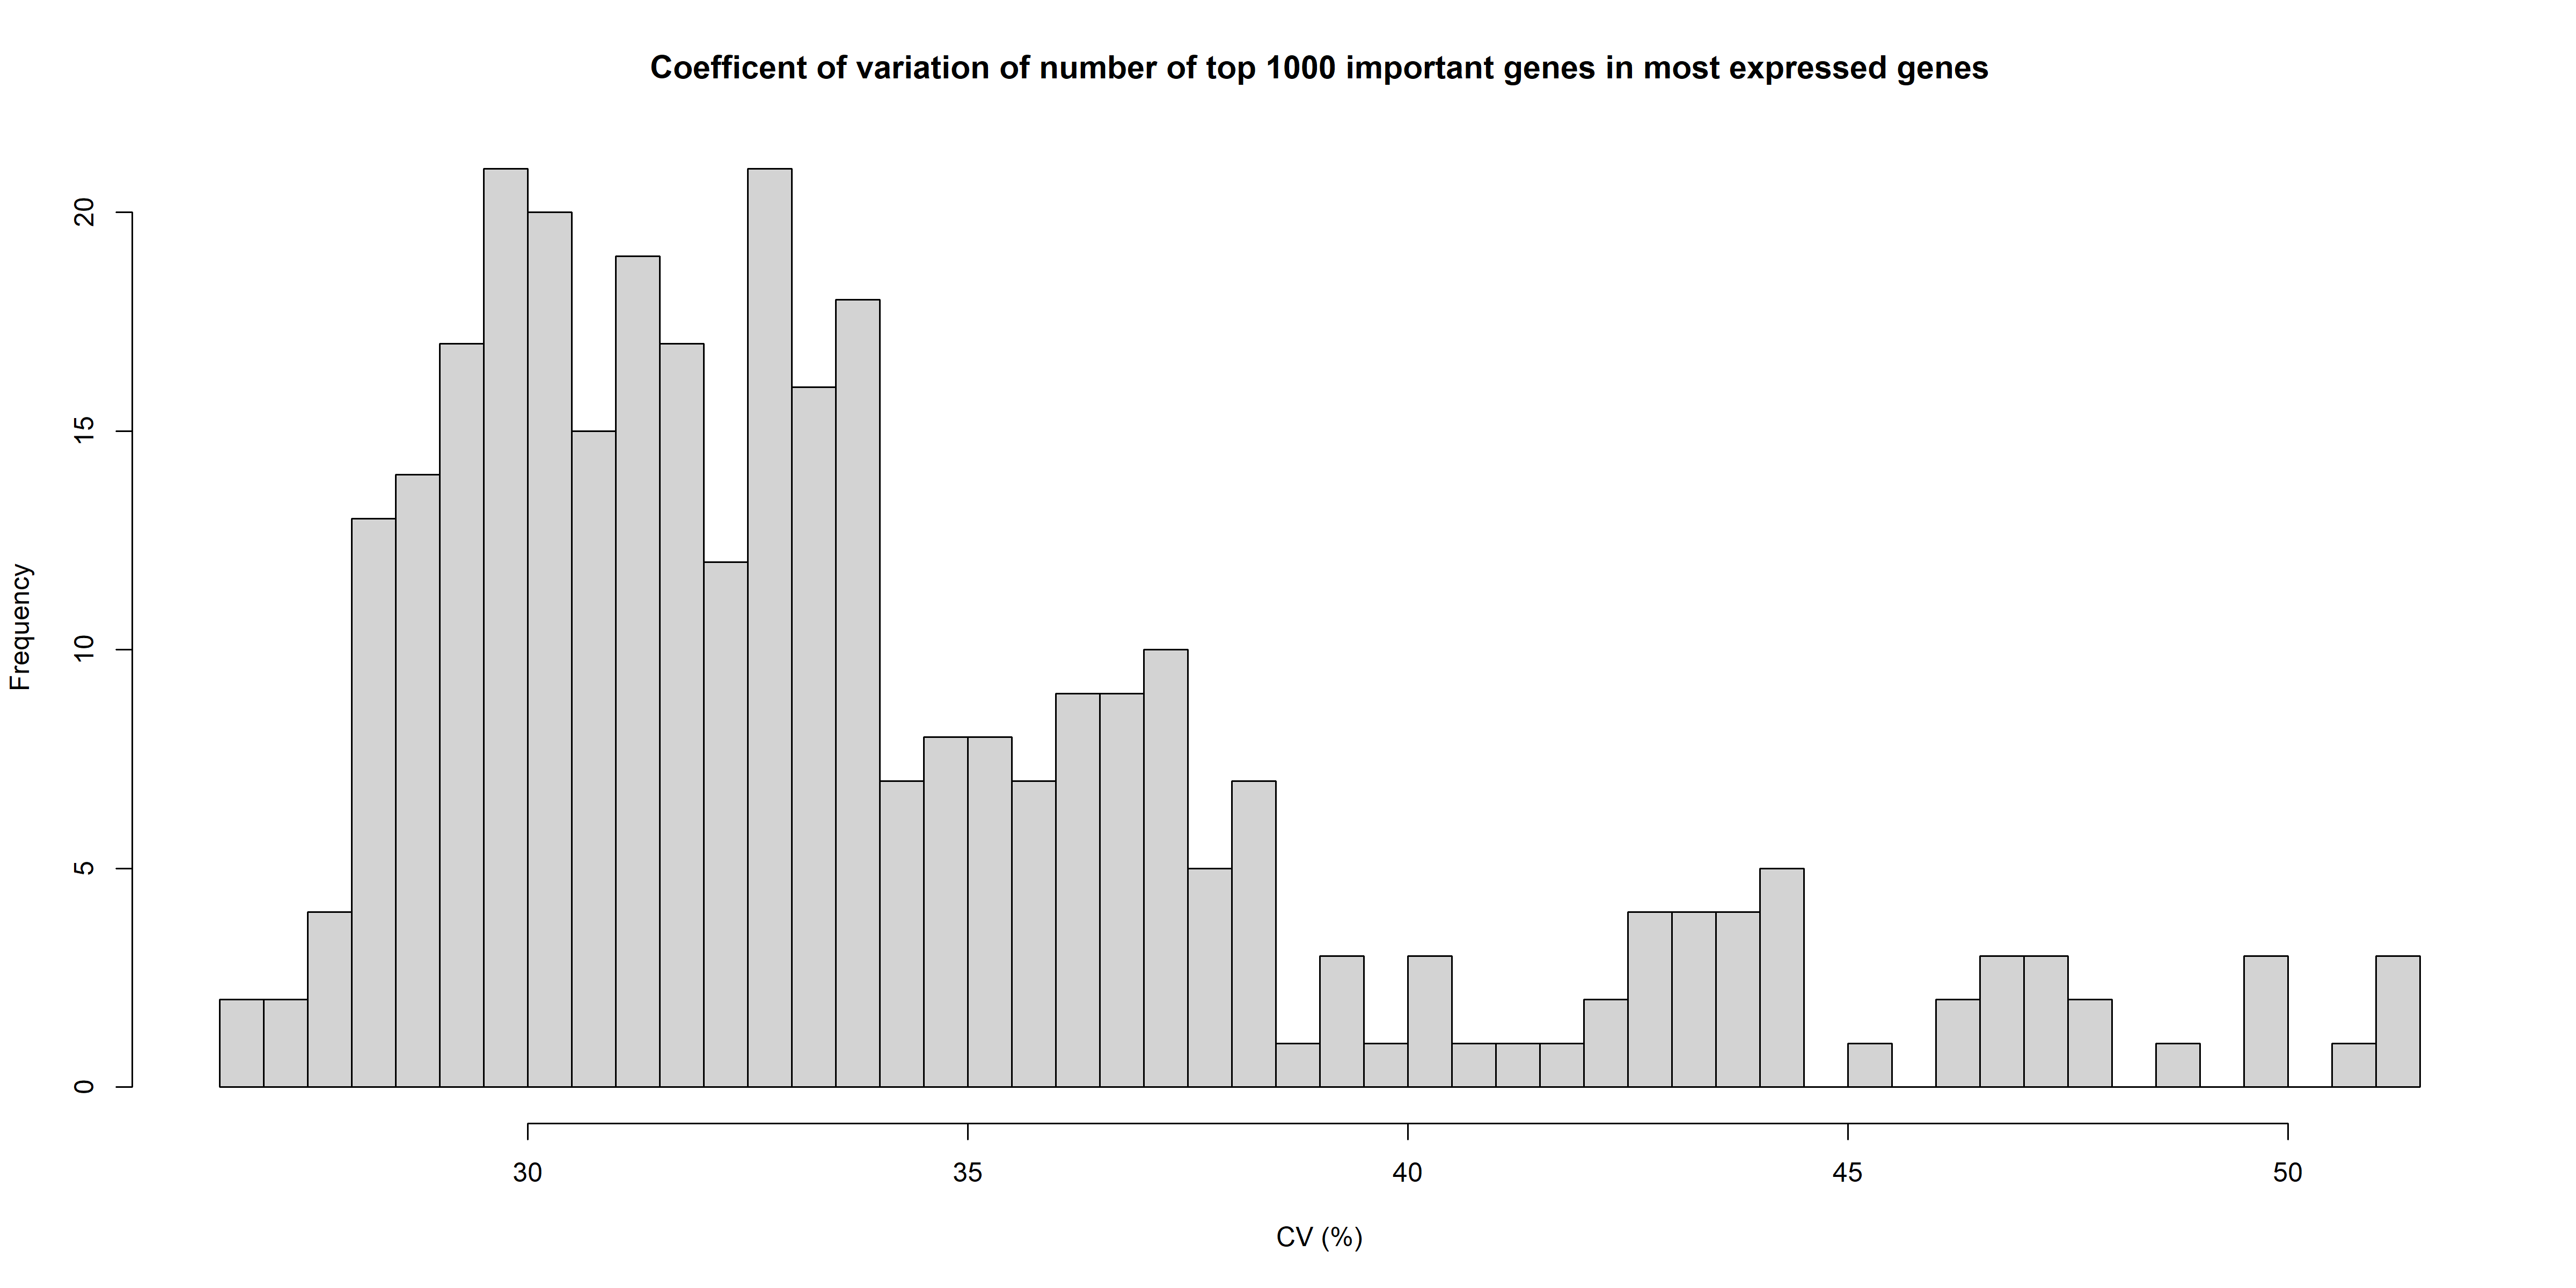 Coefficent of variation of number of top 1000 important genes in most expressed genes
Frequency
20
15
10
5
0
30 35 40 45 50
CV (%)